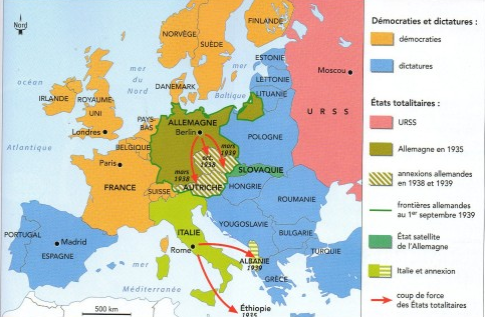 Nord
océan
Atlantique
mer
du
Nord
mer
Baltique
NORVÈGE
SUÈDE
FINLANDE
ESTONIE
LETTONIE
LITUANIE
Moscou
URSS
DANEMARK
IRLANDE
ROYAUME-
UNI
Londres
PAYS
BAS
BELGIQUE
ALLEMAGNE
Berlin
oct.
1938
mars
1939
mars
1938
POLOGNE
Paris
FRANCE
SUISSE
AUTRICHE
SLOVAQUIE
HONGRIE
ROUMANIE
YOUGOSLAVIE
BULGARIE
ITALIE
Rome
ALBANIE
1939
GRÈCE
TURQUIE
PORTUGAL
Madrid
ESPAGNE
mer
Méditerranée
Éthiopie
1935
500 km
Démocraties et dictatures :
démocraties
dictatures
États totalitaires :
URSS
Allemagne en 1935
annexions allemandes
en 1938 et 1939
frontières allemandes
au 1er septembre 1939
État satellite
de l'Allemagne
Italie et annexion
coup de force
des États totalitaires